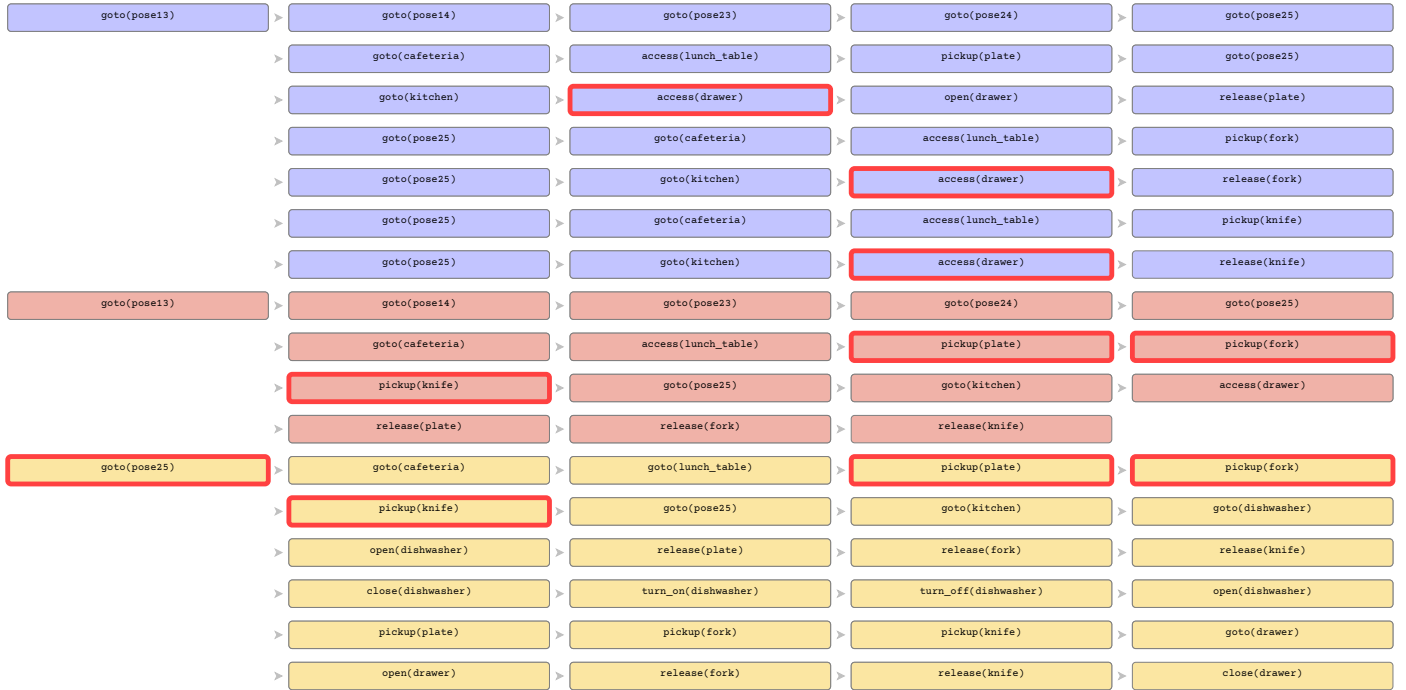 goto(pose13) goto(pose14) goto(pose23) goto(pose24) goto(pose25)
goto(cafeteria) access(lunch_table) pickup(plate) goto(pose25)
goto(kitchen) access(drawer) open(drawer) release(plate)
goto(pose25) goto(cafeteria) access(lunch_table) pickup(fork)
goto(pose25) goto(kitchen) access(drawer) release(fork)
goto(pose25) goto(cafeteria) access(lunch_table) pickup(knife)
goto(pose25) goto(kitchen) access(drawer) release(knife)
goto(pose13) goto(pose14) goto(pose23) goto(pose24) goto(pose25)
goto(cafeteria) access(lunch_table) pickup(plate) pickup(fork)
pickup(knife) goto(pose25) goto(kitchen) access(drawer)
release(plate) release(fork) release(knife)
goto(pose25) goto(cafeteria) goto(lunch_table) pickup(plate) pickup(fork)
pickup(knife) goto(pose25) goto(kitchen) goto(dishwasher)
open(dishwasher) release(plate) release(fork) release(knife)
close(dishwasher) turn_on(dishwasher) turn_off(dishwasher) open(dishwasher)
pickup(plate) pickup(fork) pickup(knife) goto(drawer)
open(drawer) release(fork) release(knife) close(drawer)